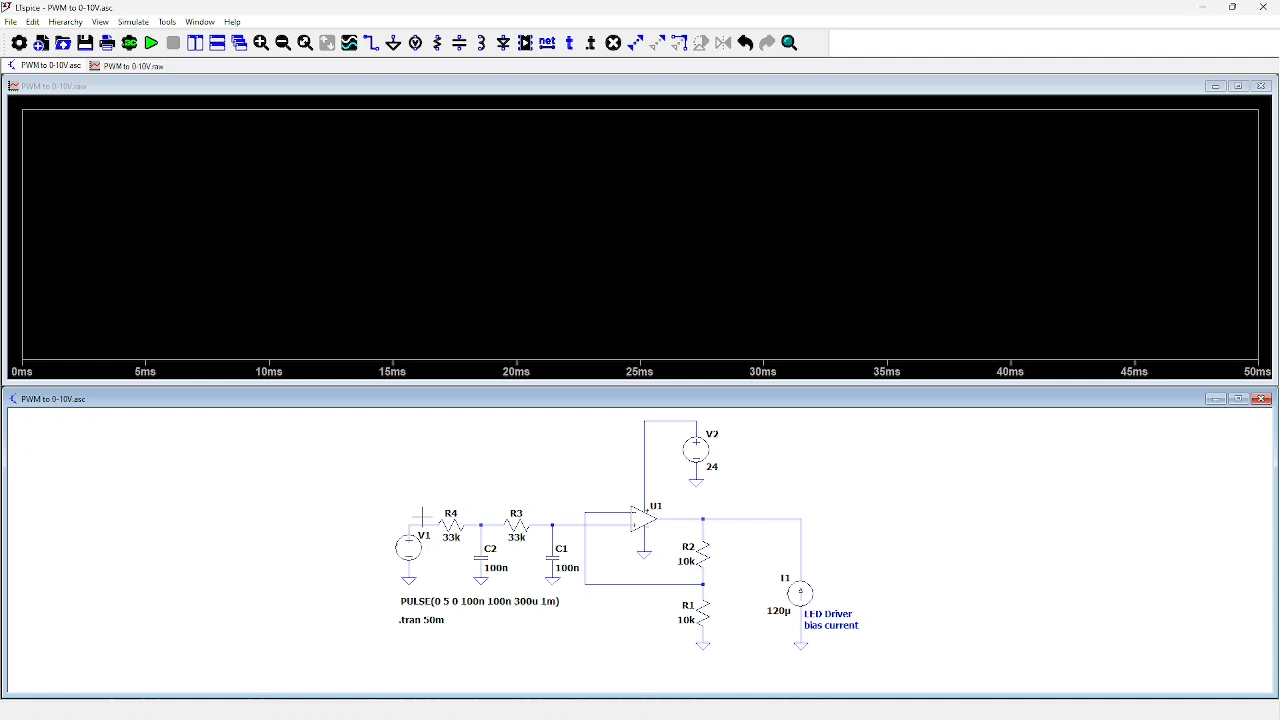 LTspice - PWM to 0-10V.asc
File Edit Hierarchy View Simulate Tools Window Help
PWM to 0-10V.asc PWM to 0-10V.raw
PWM to 0-10V.raw
0ms 5ms 10ms 15ms 20ms 25ms 30ms 35ms 40ms 45ms 50ms
PWM to 0-10V.asc
V2
24
U1
R4
33k
R3
33k
V1
C2
100n
C1
100n
R2
10k
R1
10k
I1
120µ
LED Driver
bias current
PULSE(0 5 0 100n 100n 300u 1m)
.tran 50m